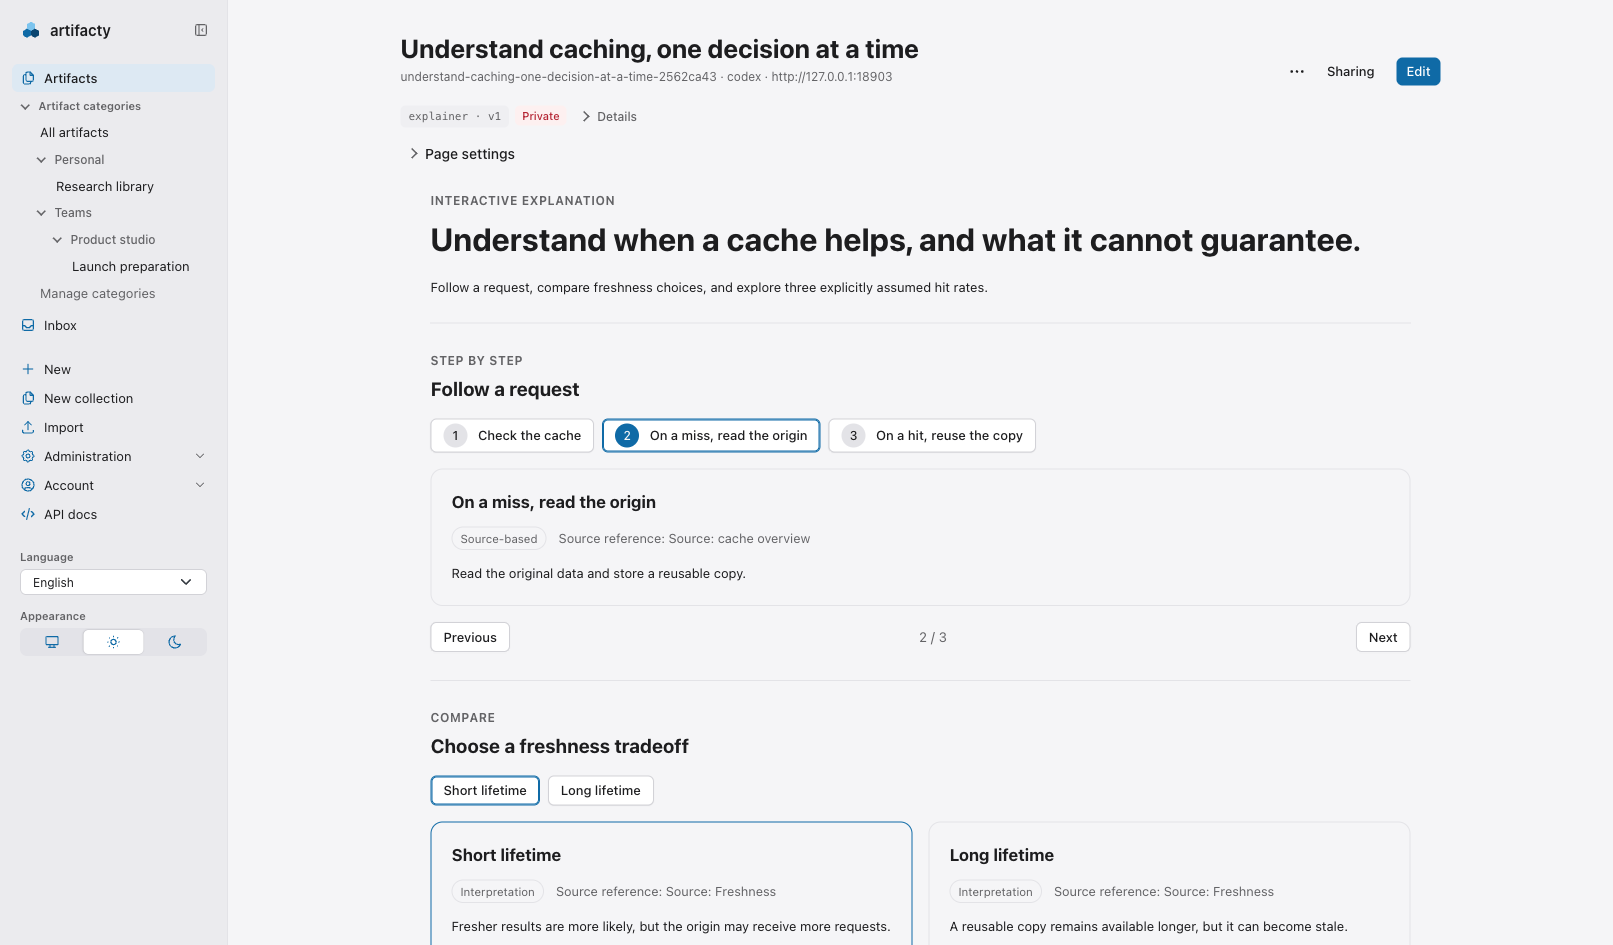 artifacty
Artifacts
Artifact categories
All artifacts
Personal
Research library
Teams
Product studio
Launch preparation
Manage categories
Inbox
New
New collection
Import
Administration
Account
API docs
Language
English
Appearance
Understand caching, one decision at a time
understand-caching-one-decision-at-a-time-2562ca43 · codex · http://127.0.0.1:18903
··· Sharing Edit
explainer · v1 Private Details
Page settings
INTERACTIVE EXPLANATION
Understand when a cache helps, and what it cannot guarantee.
Follow a request, compare freshness choices, and explore three explicitly assumed hit rates.
STEP BY STEP
Follow a request
1 Check the cache 2 On a miss, read the origin 3 On a hit, reuse the copy
On a miss, read the origin
Source-based Source reference: Source: cache overview
Read the original data and store a reusable copy.
Previous 2 / 3 Next
COMPARE
Choose a freshness tradeoff
Short lifetime Long lifetime
Short lifetime
Interpretation Source reference: Source: Freshness
Fresher results are more likely, but the origin may receive more requests.
Long lifetime
Interpretation Source reference: Source: Freshness
A reusable copy remains available longer, but it can become stale.